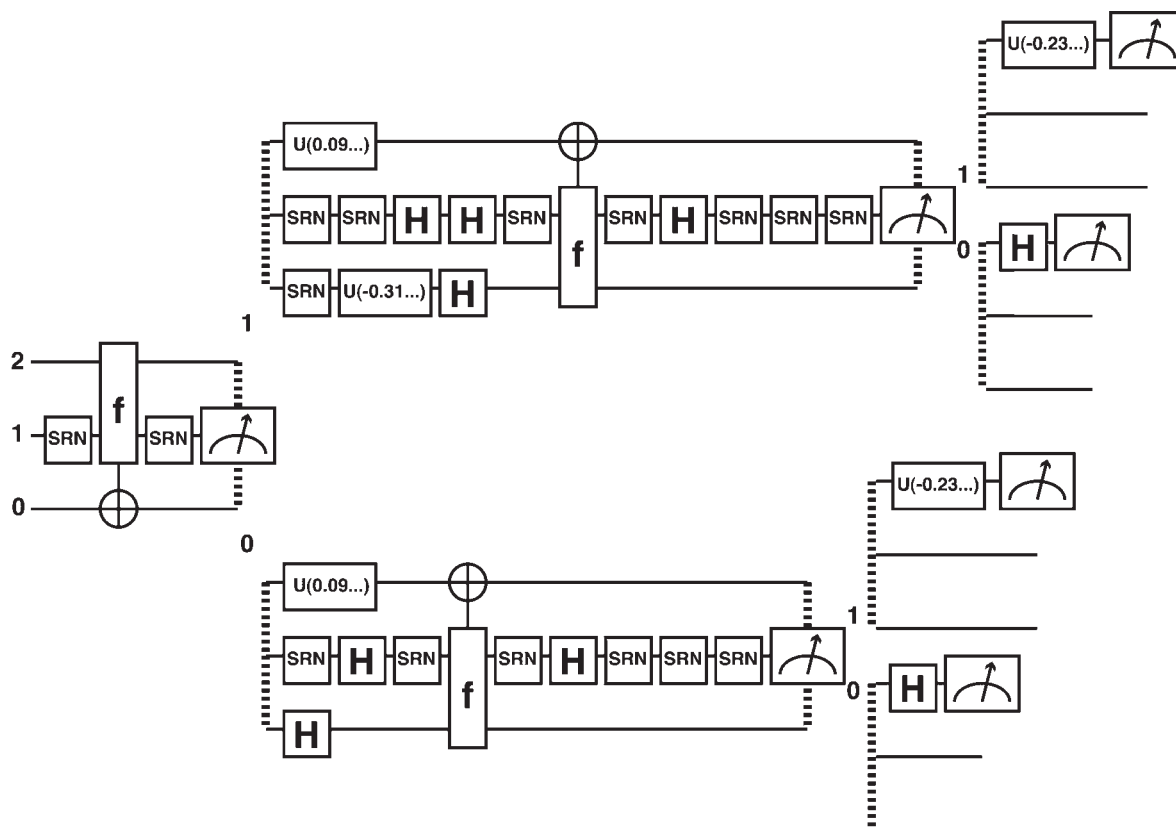 U(-0.23...)
U(0.09...)
1
SRN SRN H H SRN f SRN H SRN SRN SRN
0 H
SRN U(-0.31...) H
1
2
f
1 SRN SRN
U(-0.23...)
0
0
U(0.09...)
1
SRN H SRN f SRN H SRN SRN SRN
0 H
H